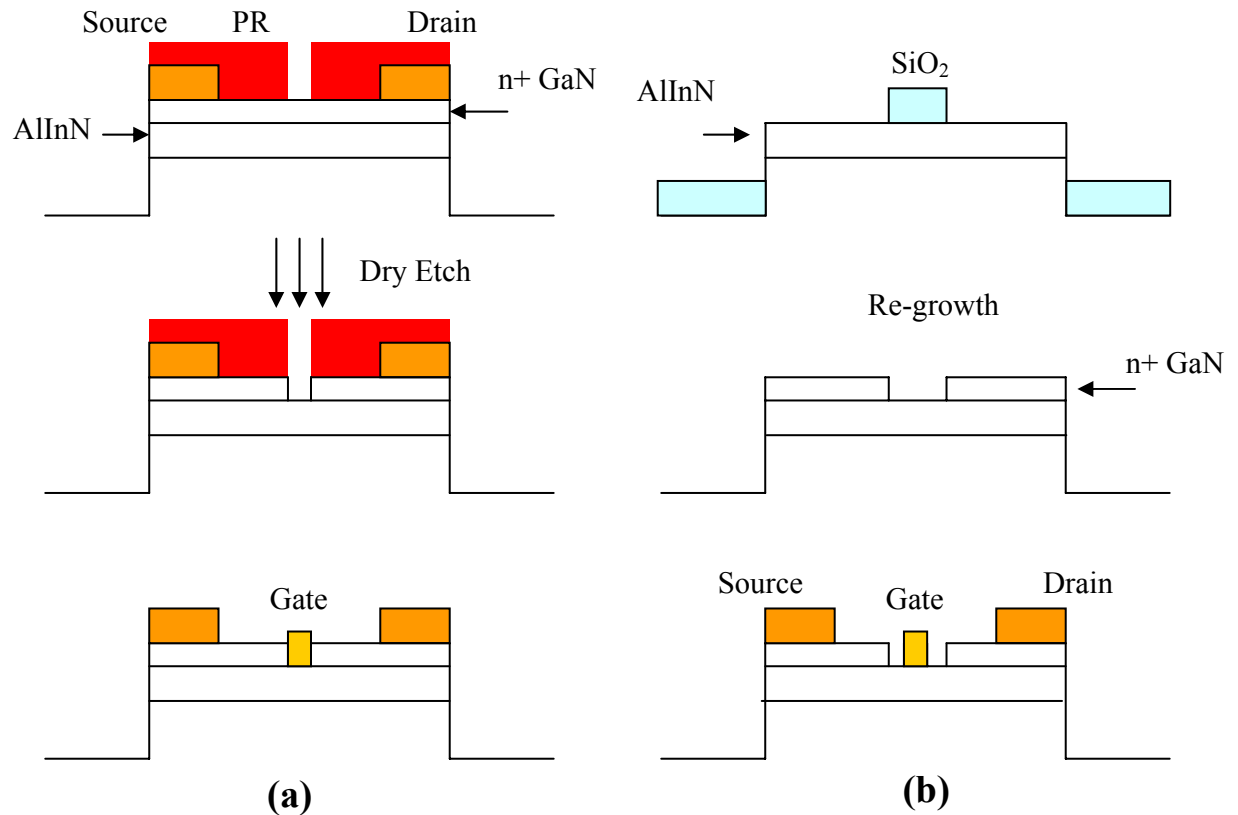 Source PR Drain
n+ GaN
AlInN
Dry Etch
Gate
(a)
SiO₂
AlInN
Re-growth
n+ GaN
Source Gate Drain
(b)